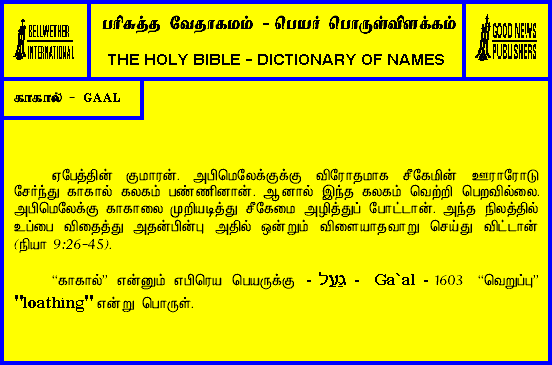 BELLWETHER
INTERNATIONAL
பரிசுத்த வேதாகமம் - பெயர் பொருள்விளக்கம்
THE HOLY BIBLE - DICTIONARY OF NAMES
GOOD NEWS
PUBLISHERS
காகால் - GAAL
ஏபேத்தின் குமாரன். அபிமெலேக்குக்கு விரோதமாக சீகேமின் ஊராரோடு
சேர்ந்து காகால் கலகம் பண்ணினான். ஆனால் இந்த கலகம் வெற்றி பெறவில்லை.
அபிமெலேக்கு காகாலை முறியடித்து சீகேமை அழித்துப் போட்டான். அந்த நிலத்தில்
உப்பை விதைத்து அதன்பின்பு அதில் ஒன்றும் விளையாதவாறு செய்து விட்டான்
(நியா 9:26-45).
“காகால்” என்னும் எபிரெய பெயருக்கு - גַּעַל - Ga`al - 1603 “வெறுப்பு”
"loathing" என்று பொருள்.